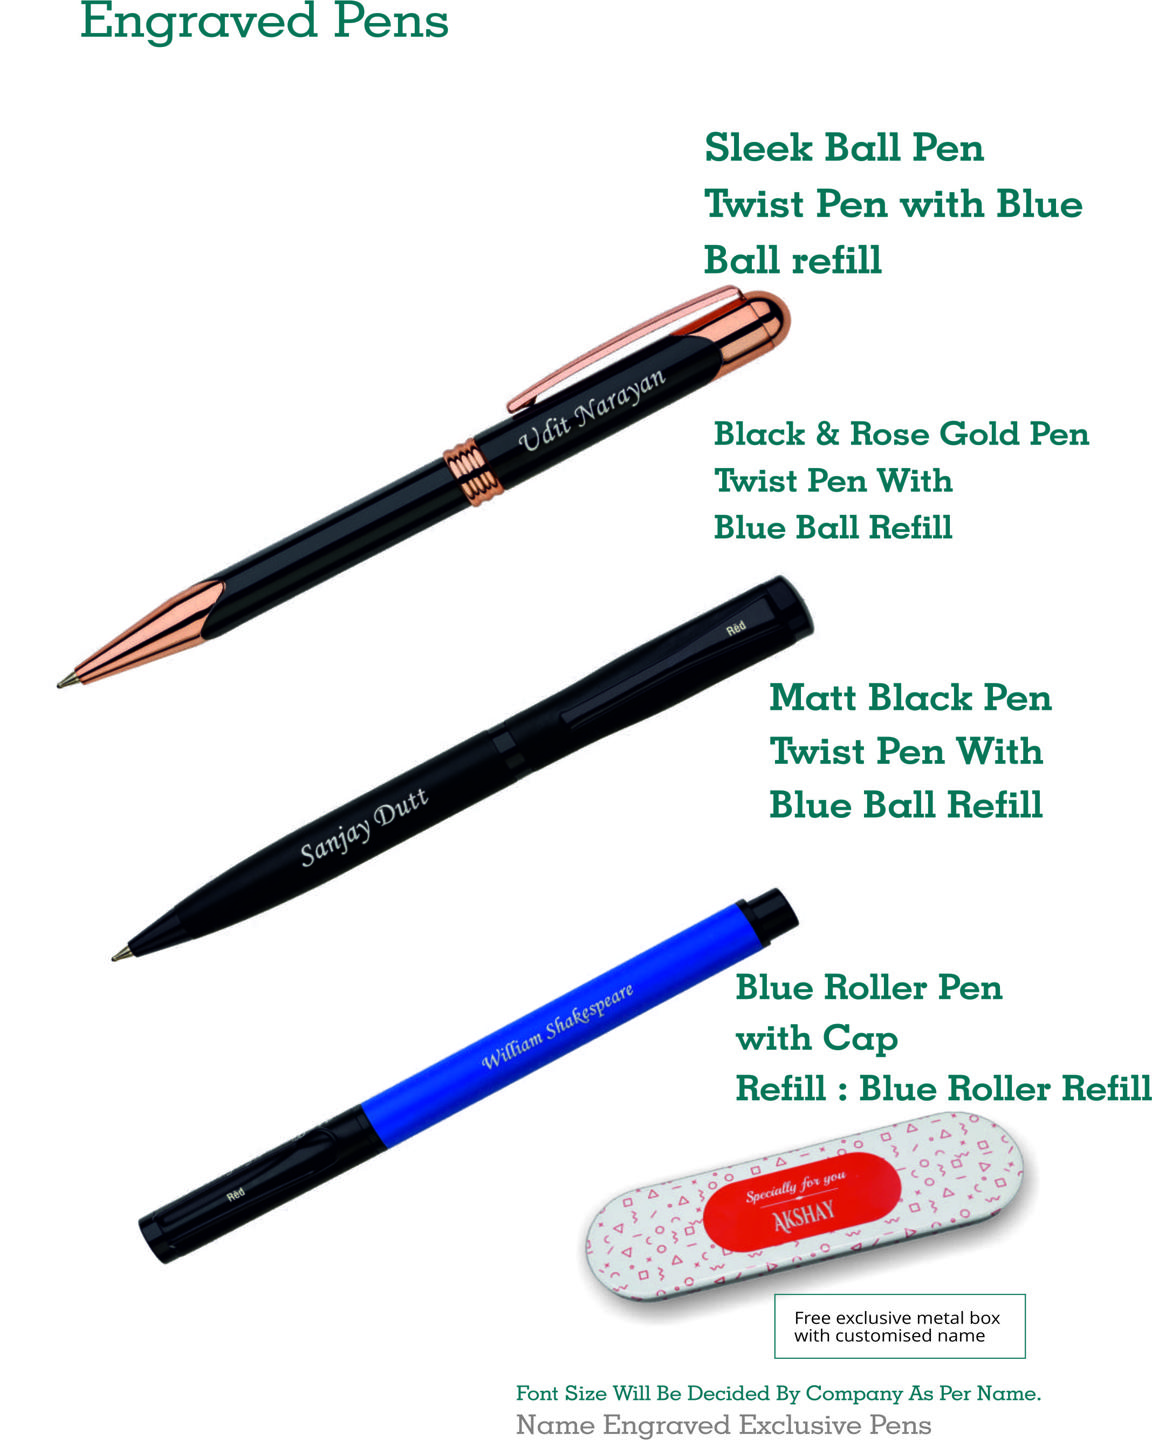 Engraved Pens
Sleek Ball Pen
Twist Pen with Blue
Ball refill
Udit Narayan
Black & Rose Gold Pen
Twist Pen With
Blue Ball Refill
Rēd
Matt Black Pen
Twist Pen With
Blue Ball Refill
Sanjay Dutt
Blue Roller Pen
with Cap
Refill : Blue Roller Refill
William Shakespeare
Rēd
Specially for you
AKSHAY
Free exclusive metal box
with customised name
Font Size Will Be Decided By Company As Per Name.
Name Engraved Exclusive Pens